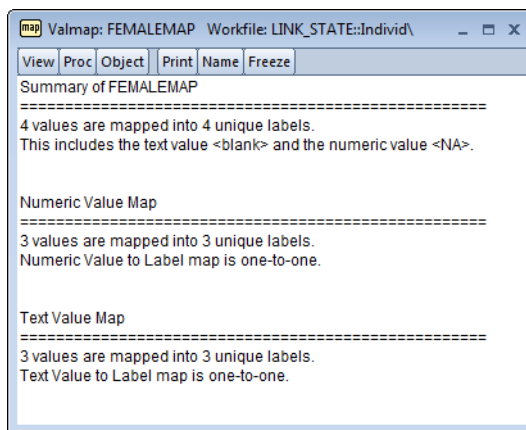 map Valmap: FEMALEMAP Workfile: LINK_STATE::Individ\
View Proc Object Print Name Freeze
Summary of FEMALEMAP
====================================================
4 values are mapped into 4 unique labels.
This includes the text value <blank> and the numeric value <NA>.
Numeric Value Map
====================================================
3 values are mapped into 3 unique labels.
Numeric Value to Label map is one-to-one.
Text Value Map
====================================================
3 values are mapped into 3 unique labels.
Text Value to Label map is one-to-one.